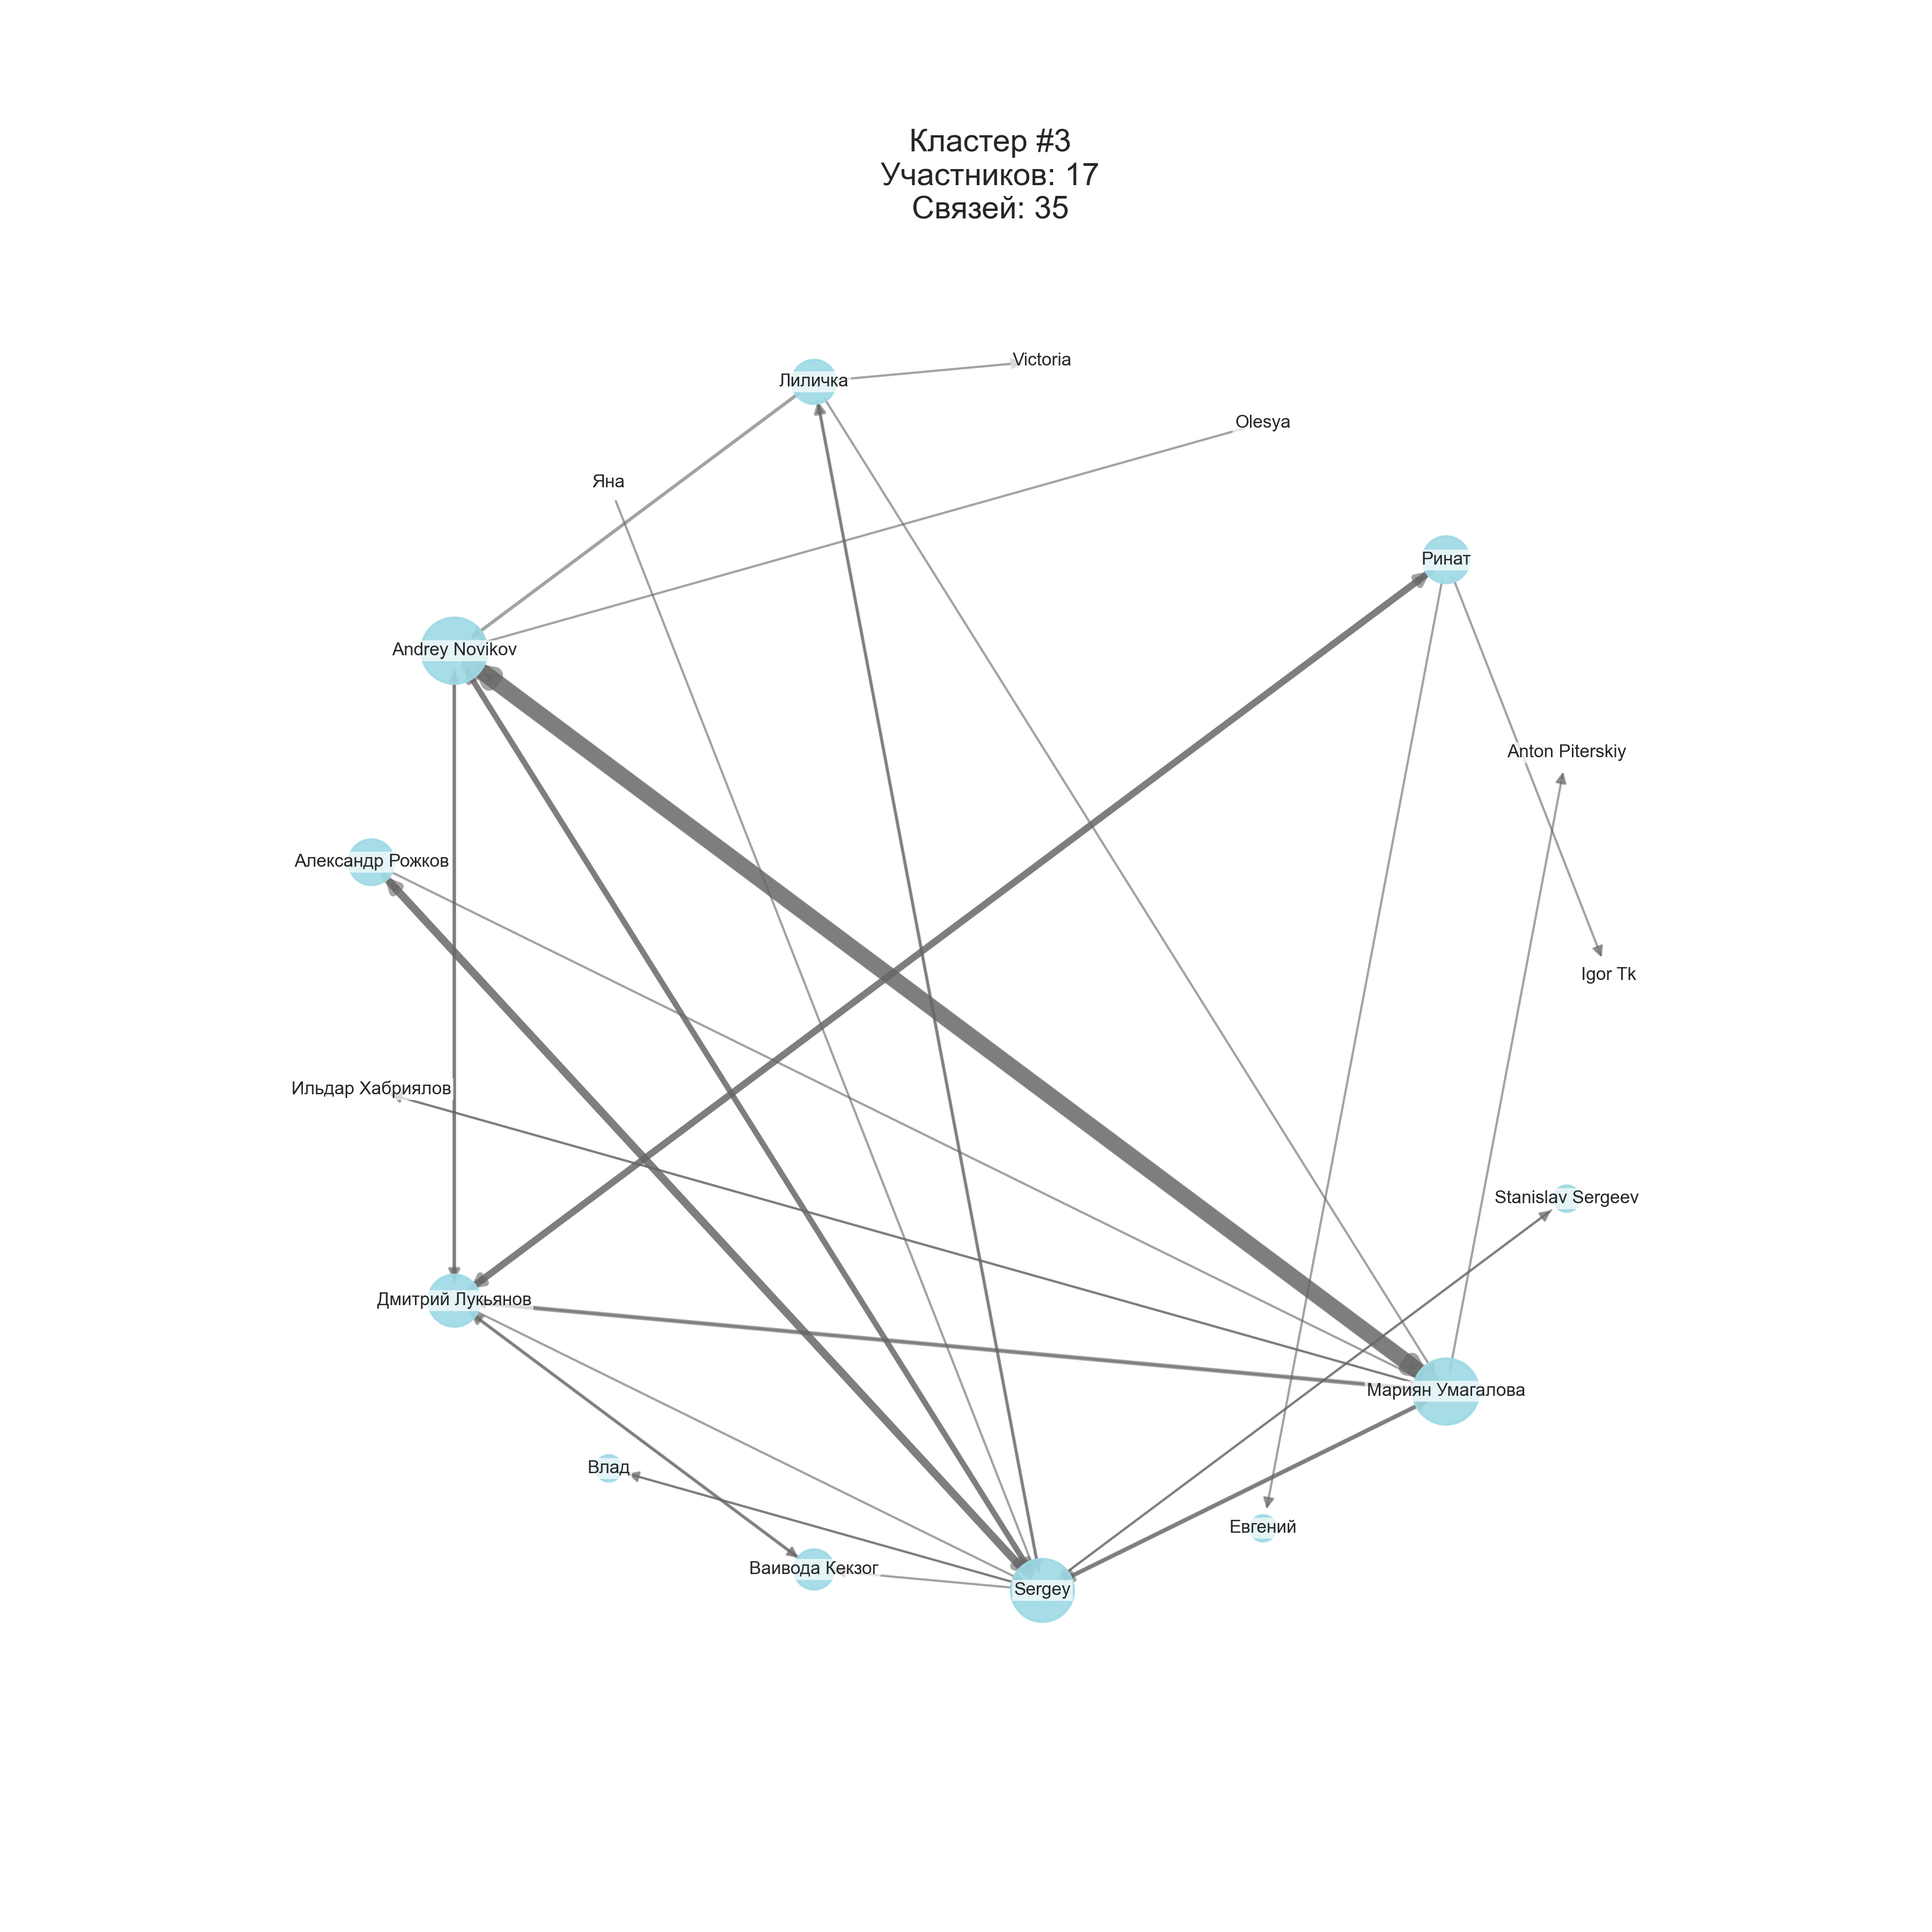 Кластер #3
Участников: 17
Связей: 35
Victoria
Лиличка
Olesya
Яна
Ринат
Andrey Novikov
Anton Piterskiy
Александр Рожков
Igor Tk
Ильдар Хабриялов
Stanislav Sergeev
Дмитрий Лукьянов
Мариян Умагалова
Влад
Евгений
Ваивода Кекзог
Sergey